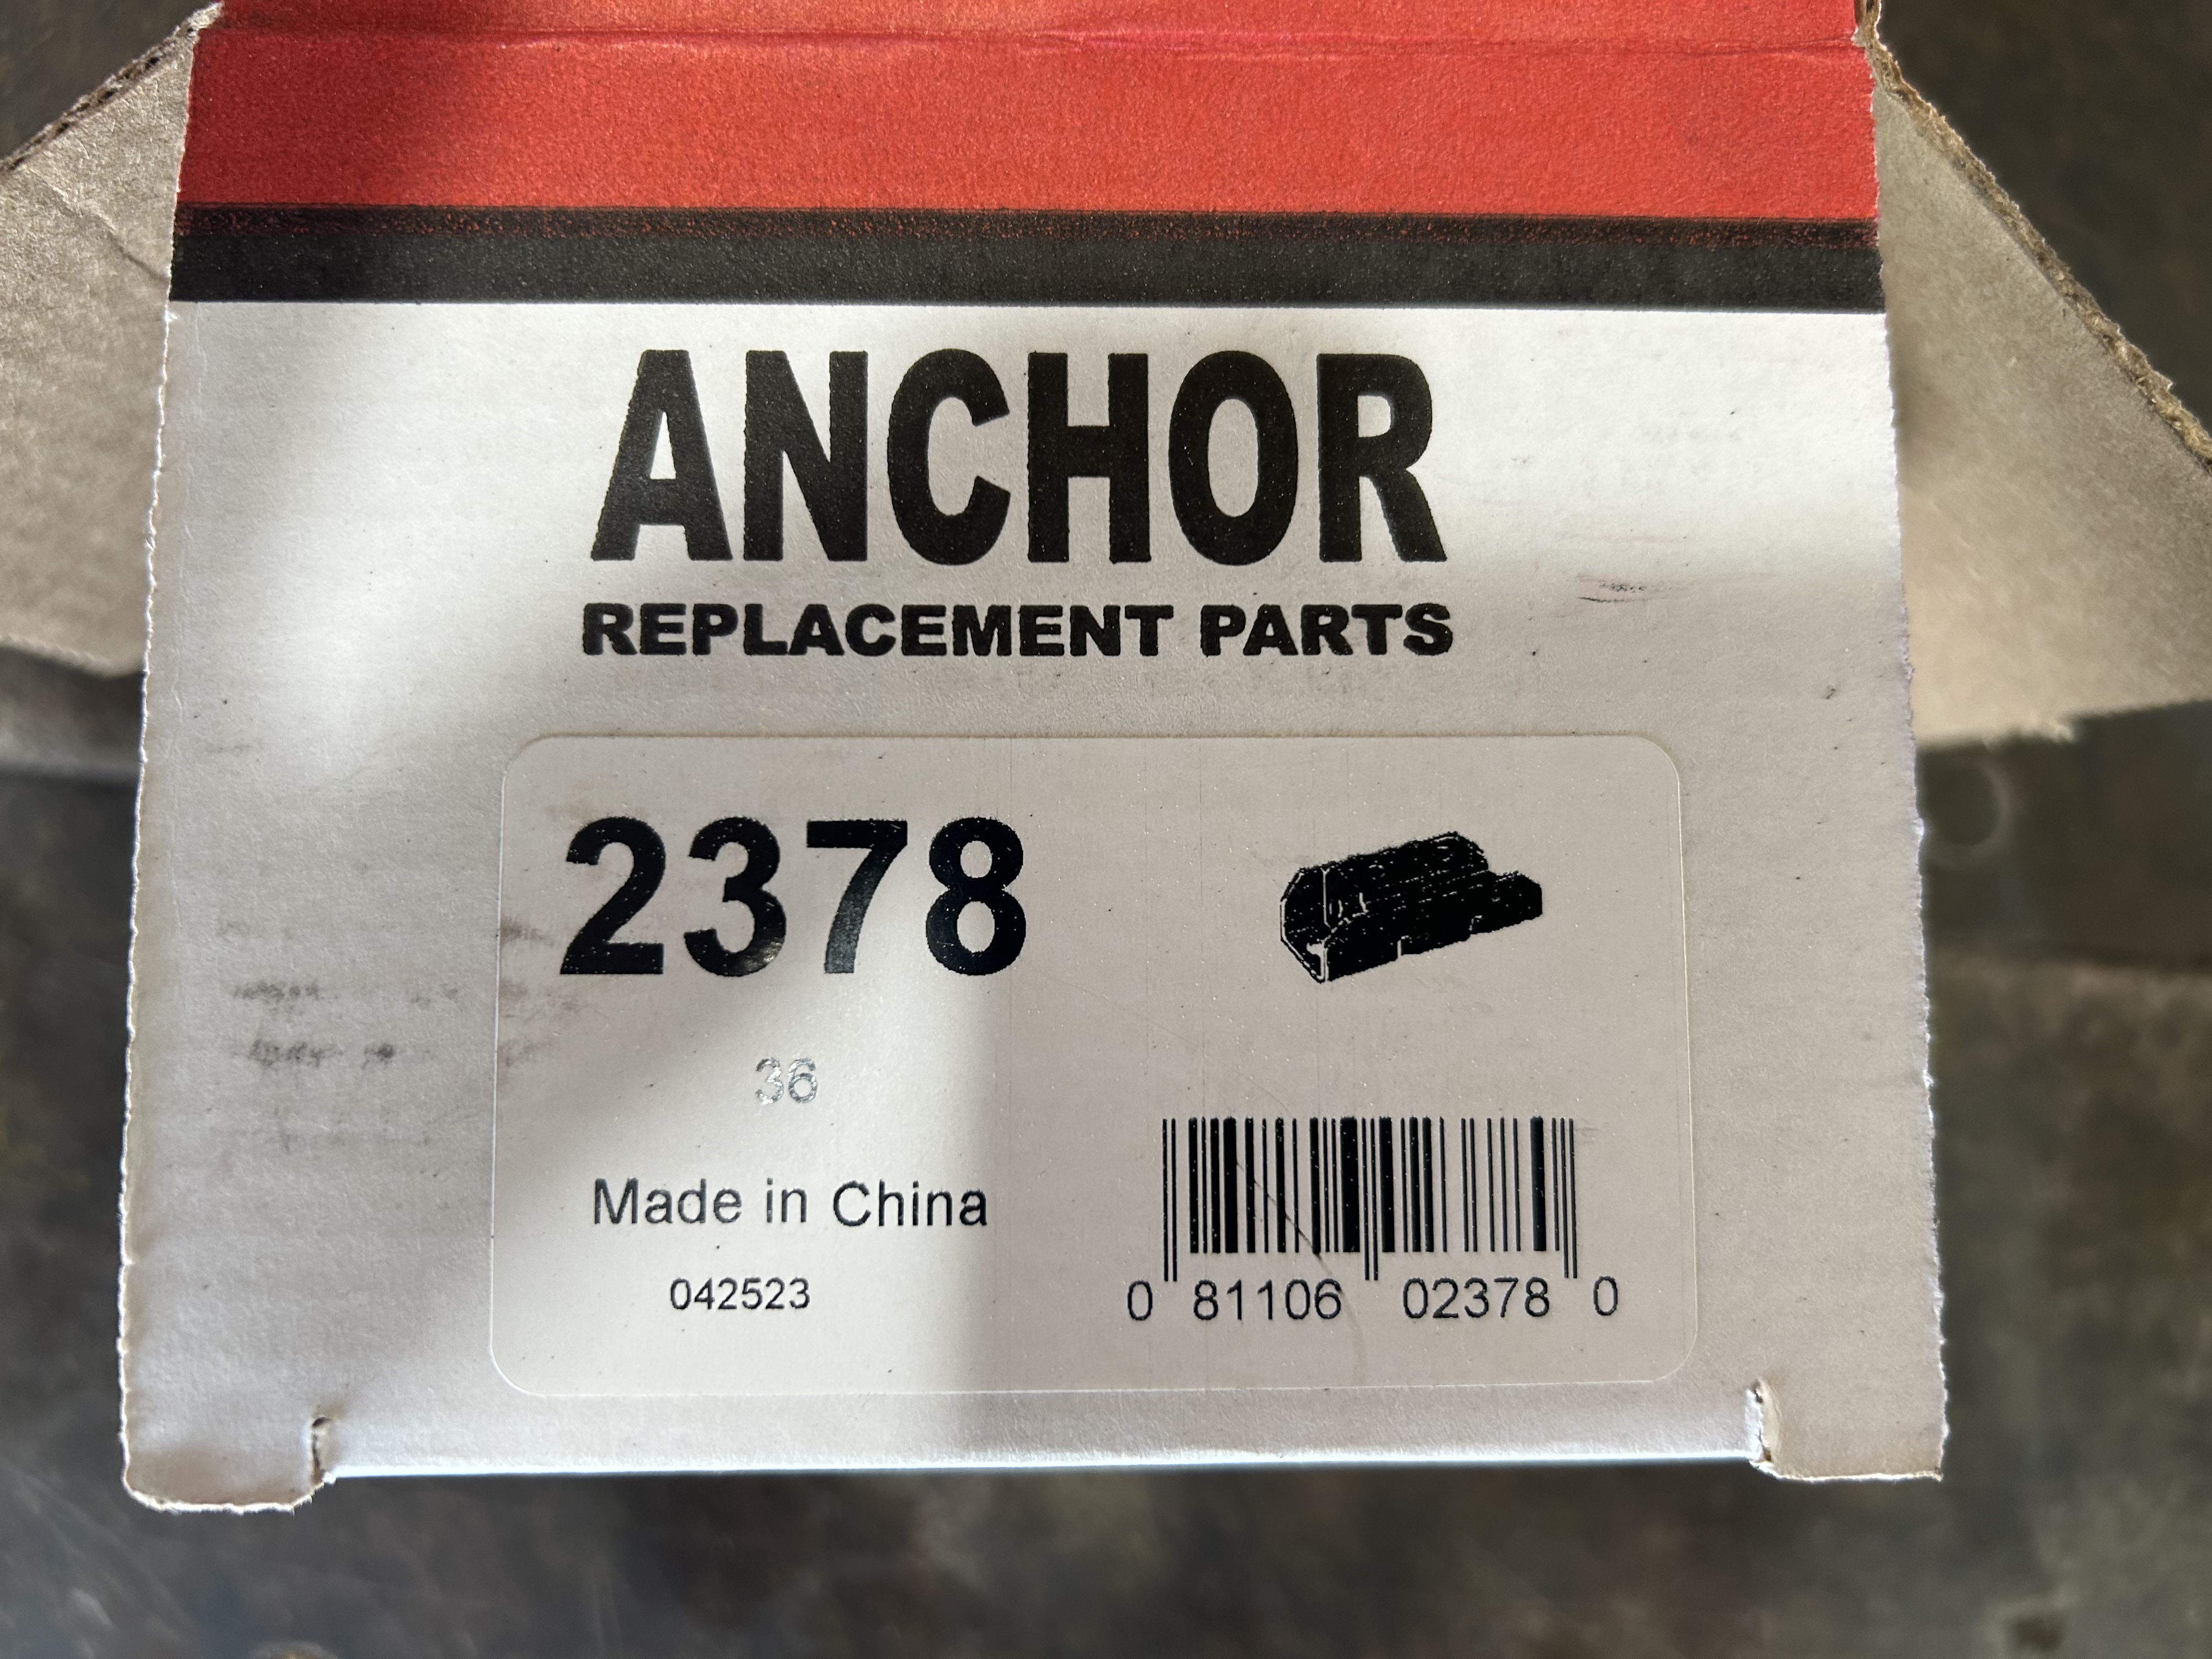 ANCHOR
REPLACEMENT PARTS
2378
36
Made in China
042523
0 81106 02378 0